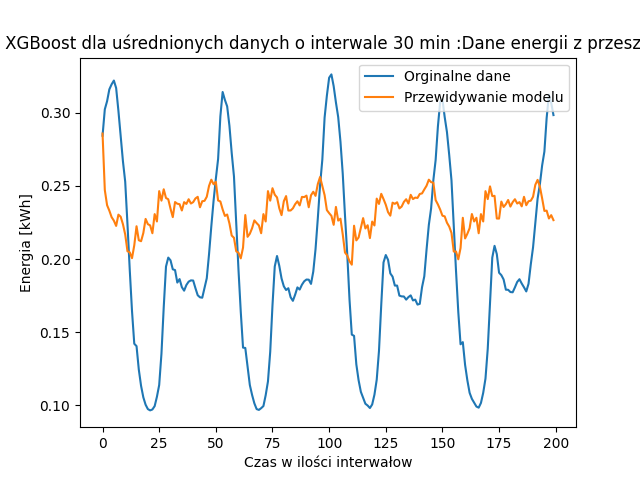 XGBoost dla uśrednionych danych o interwale 30 min :Dane energii z przesz
Orginalne dane
Przewidywanie modelu
Energia [kWh]
0.30
0.25
0.20
0.15
0.10
0 25 50 75 100 125 150 175 200
Czas w ilości interwałow